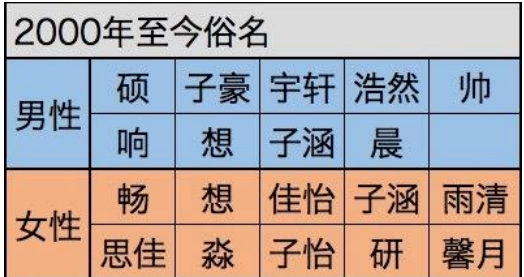 2000年至今俗名
男性 硕 子豪 宇轩 浩然 帅
响 想 子涵 晨
女性 畅 想 佳怡 子涵 雨清
思佳 淼 子怡 研 馨月